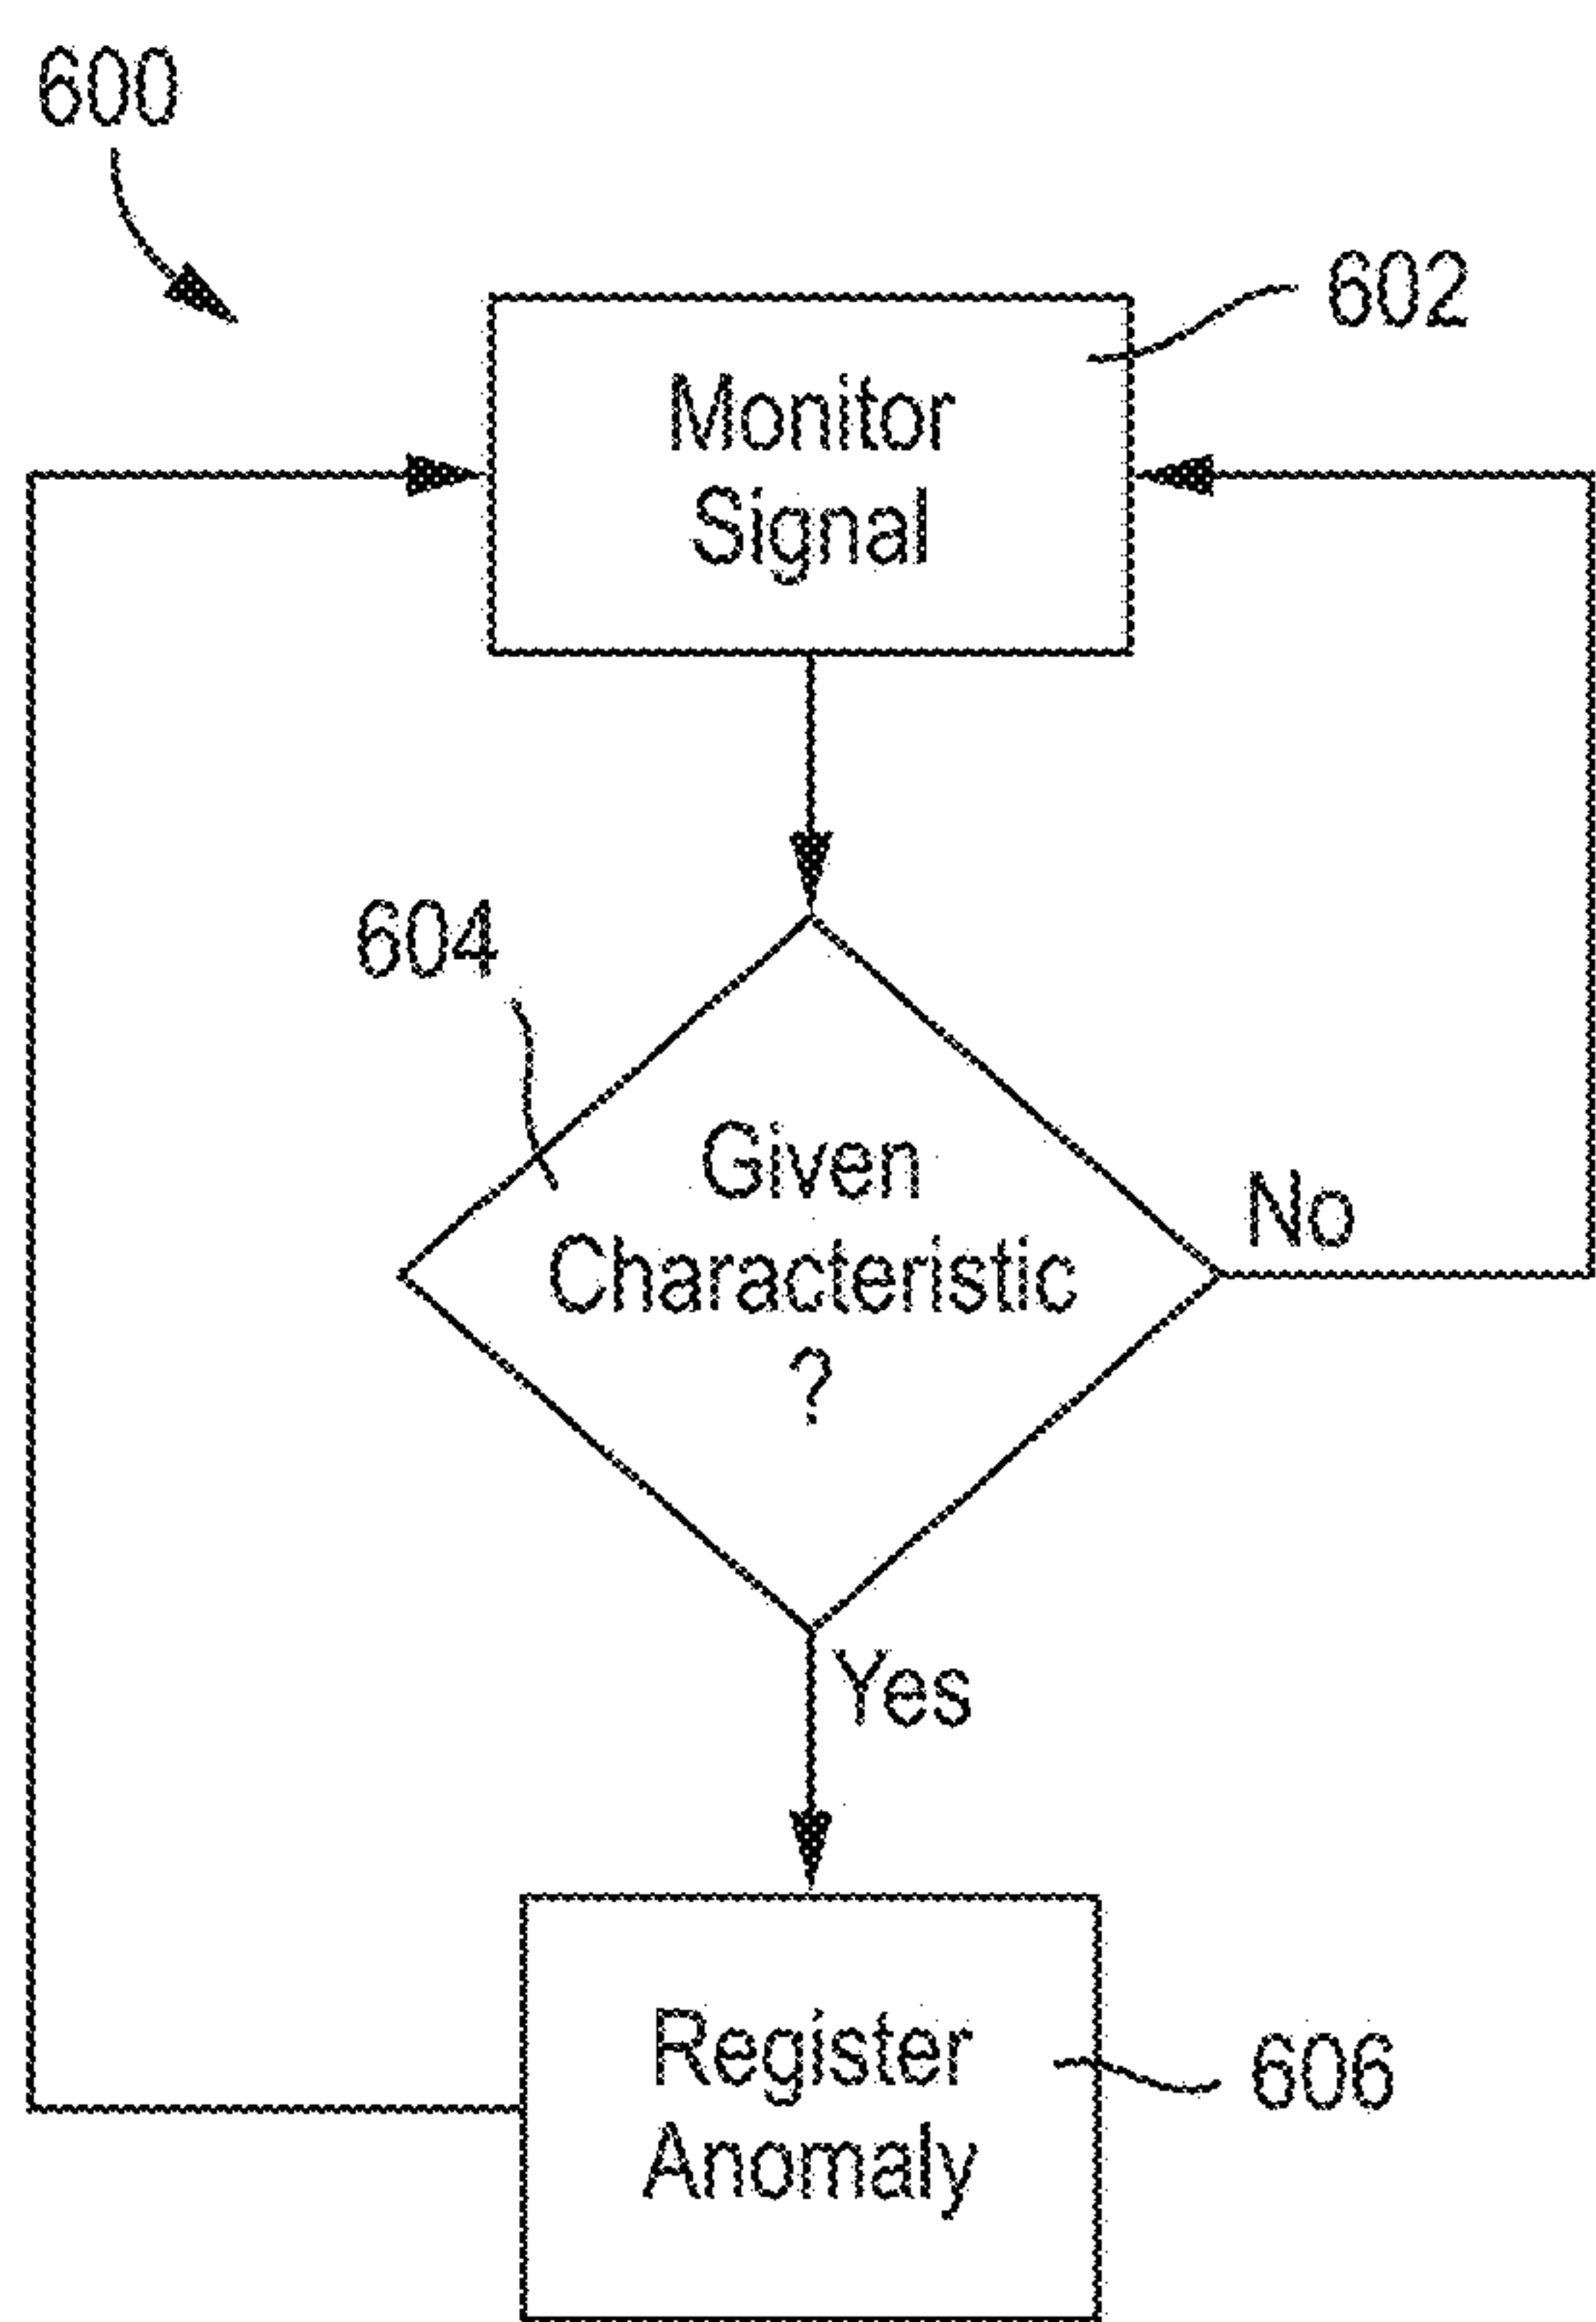 600
602
Monitor
Signal
604
Given
Characteristic
?
No
Yes
Register
Anomaly
606